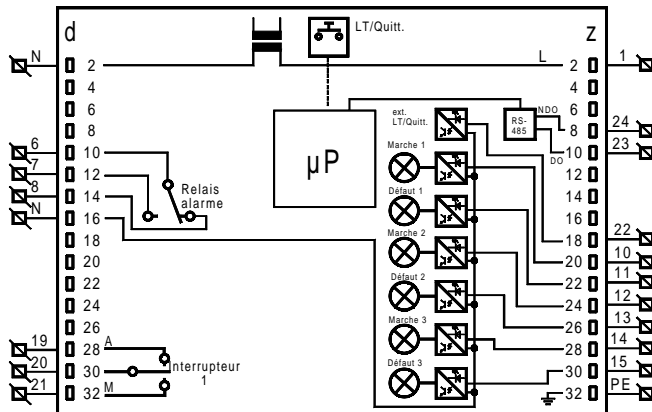 d
LT/Quitt.
z
N
2
L
2
1
4
4
6
6
8
ext.
LT/Quitt.
RS-
485
NDO
8
24
6
10
Marche 1
DO
10
23
7
12
µP
12
8
14
Relais
alarme
Défaut 1
14
N
16
16
18
Marche 2
18
22
20
20
10
22
Défaut 2
22
11
24
24
12
26
Marche 3
26
13
19
28
A
28
14
20
30
Interrupteur
1
Défaut 3
30
15
21
32
M
32
PE